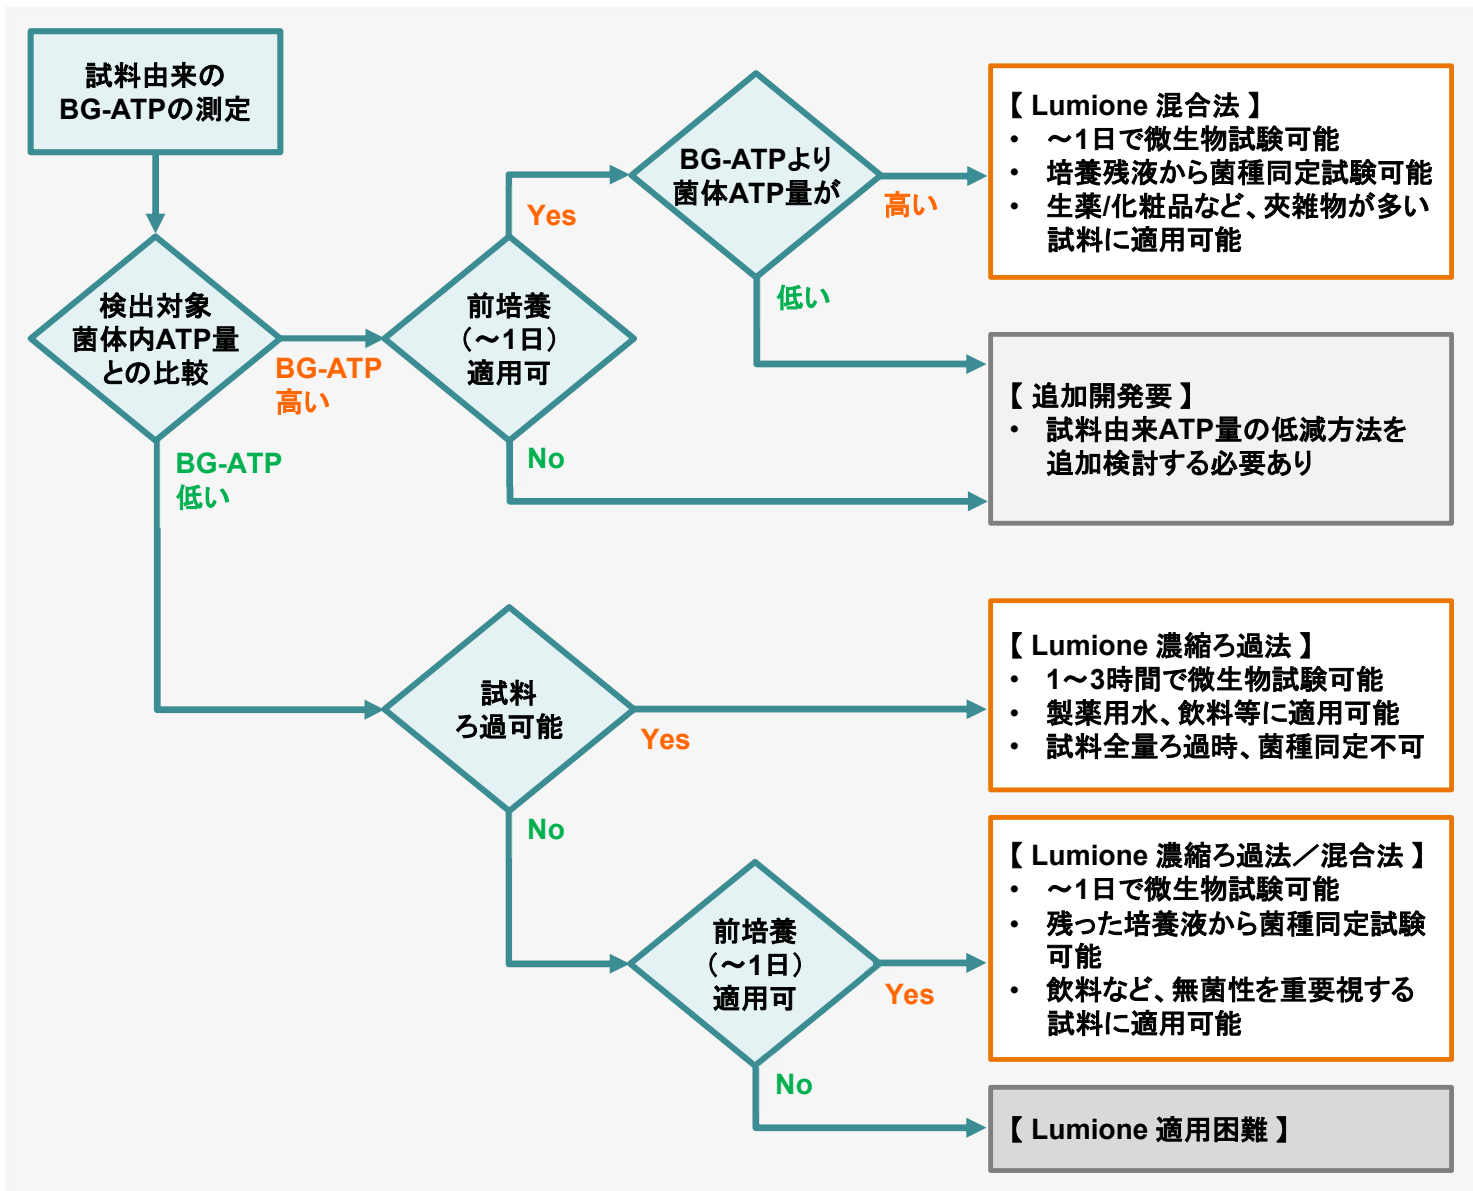 試料由来の
BG-ATPの測定
検出対象
菌体内ATP量
との比較
BG-ATP
高い
BG-ATP
低い
前培養
(～1日)
適用可
Yes
No
BG-ATPより
菌体ATP量が
高い
低い
【 Lumione 混合法 】
• ～1日で微生物試験可能
• 培養残液から菌種同定試験可能
• 生薬/化粧品など、夾雑物が多い
試料に適用可能
【 追加開発要 】
• 試料由来ATP量の低減方法を
追加検討する必要あり
試料
ろ過可能
Yes
No
【 Lumione 濃縮ろ過法 】
• 1～3時間で微生物試験可能
• 製薬用水、飲料等に適用可能
• 試料全量ろ過時、菌種同定不可
前培養
(～1日)
適用可
Yes
No
【 Lumione 濃縮ろ過法／混合法 】
• ～1日で微生物試験可能
• 残った培養液から菌種同定試験
可能
• 飲料など、無菌性を重要視する
試料に適用可能
【 Lumione 適用困難 】